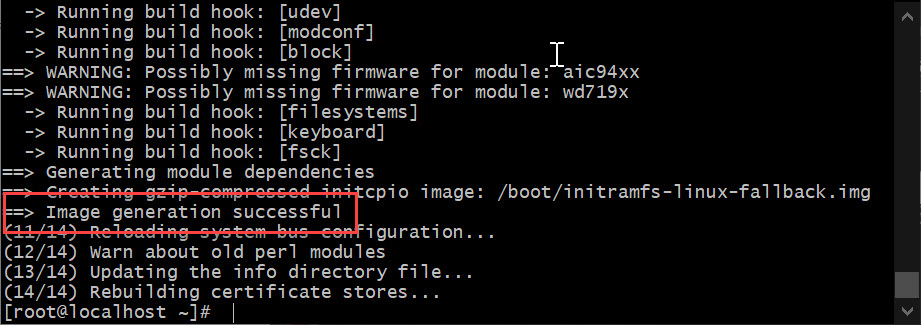 -> Running build hook: [udev]
-> Running build hook: [modconf]
-> Running build hook: [block]
==> WARNING: Possibly missing firmware for module: aic94xx
==> WARNING: Possibly missing firmware for module: wd719x
-> Running build hook: [filesystems]
-> Running build hook: [keyboard]
-> Running build hook: [fsck]
==> Generating module dependencies
==> Creating gzip-compressed initcpio image: /boot/initramfs-linux-fallback.img
==> Image generation successful
(11/14) Reloading system bus configuration...
(12/14) Warn about old perl modules
(13/14) Updating the info directory file...
(14/14) Rebuilding certificate stores...
[root@localhost ~]#